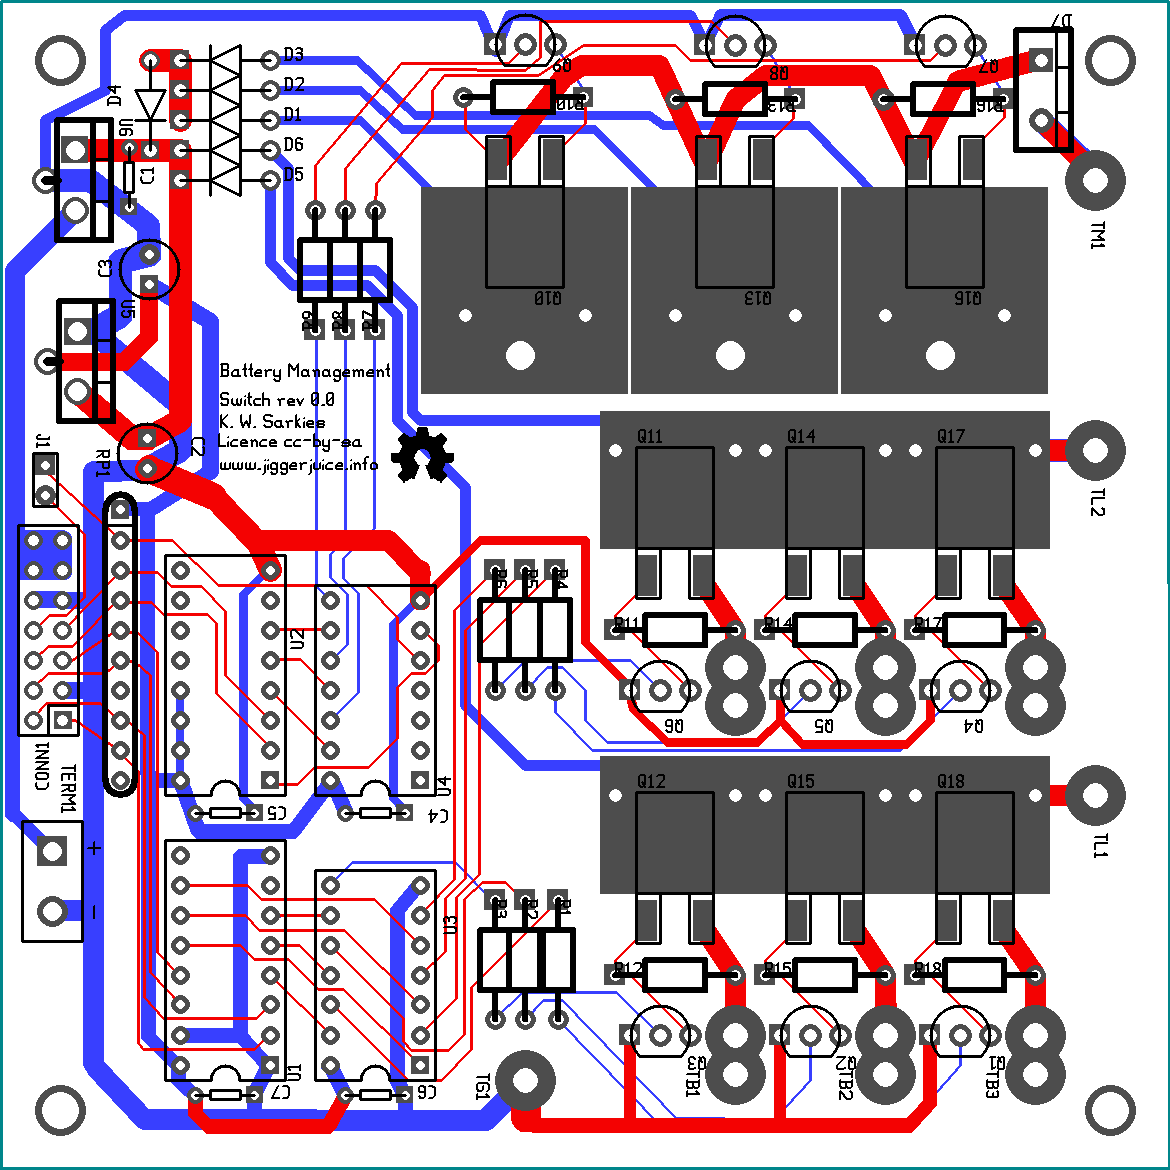 D7
D3
D2
D1
D6
D5
D4
U6
C1
Q9
Q8
Q7
R10
R13
R16
TM1
C3
U5
Q10
Q13
Q16
R9
R8
R7
Battery Management
Switch rev 0.0
K. W. Sarkies
Licence cc-by-sa
www.jiggerjuice.info
J1
RP1
C2
Q11
Q14
Q17
TL2
R6
R5
R4
U2
R11
R14
R17
Q6
Q5
Q4
CONN1
TERM1
U4
C5
C4
Q12
Q15
Q18
TL1
+
-
U3
R3
R2
R1
R12
R15
R18
Q3
Q2
Q1
U1
C7
C6
TG1
TB1
TB2
TB3